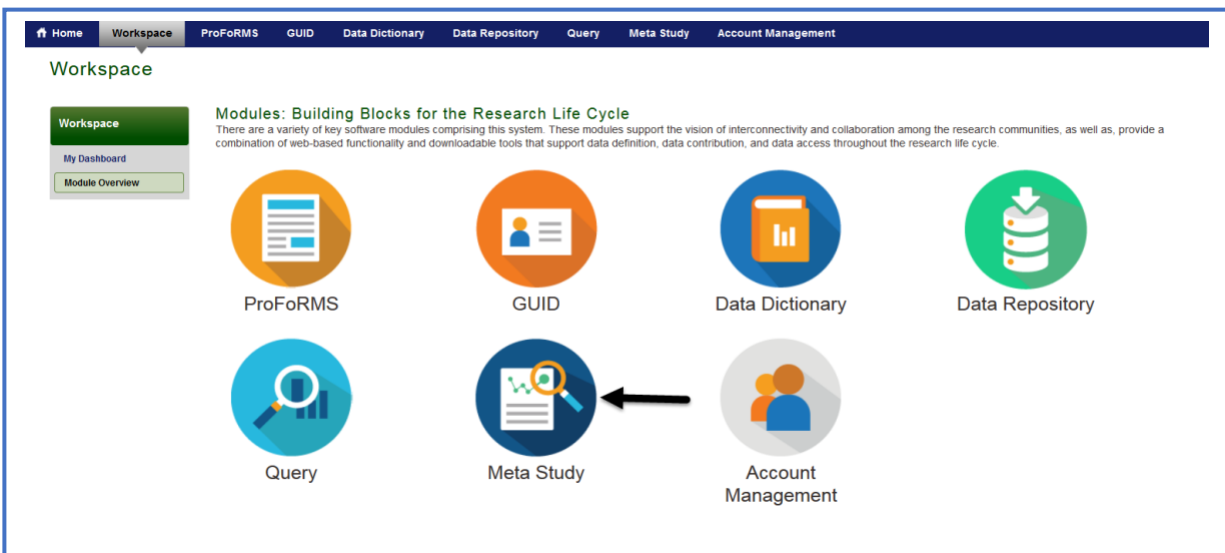 Home Workspace ProFoRMS GUID Data Dictionary Data Repository Query Meta Study Account Management
Workspace
Workspace
My Dashboard
Module Overview
Modules: Building Blocks for the Research Life Cycle
There are a variety of key software modules comprising this system. These modules support the vision of interconnectivity and collaboration among the research communities, as well as, provide a
combination of web-based functionality and downloadable tools that support data definition, data contribution, and data access throughout the research life cycle.
ProFoRMS GUID Data Dictionary Data Repository
Query Meta Study Account
Management